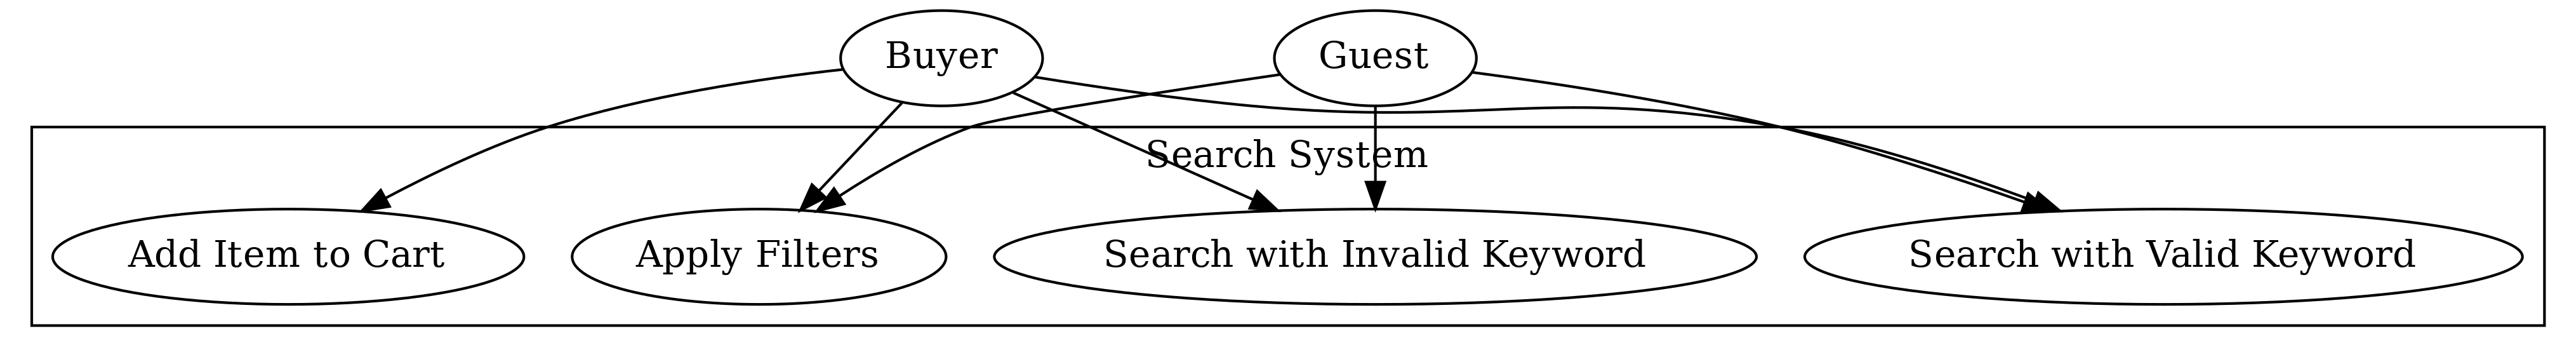 Buyer
Guest
Search System
Add Item to Cart
Apply Filters
Search with Invalid Keyword
Search with Valid Keyword